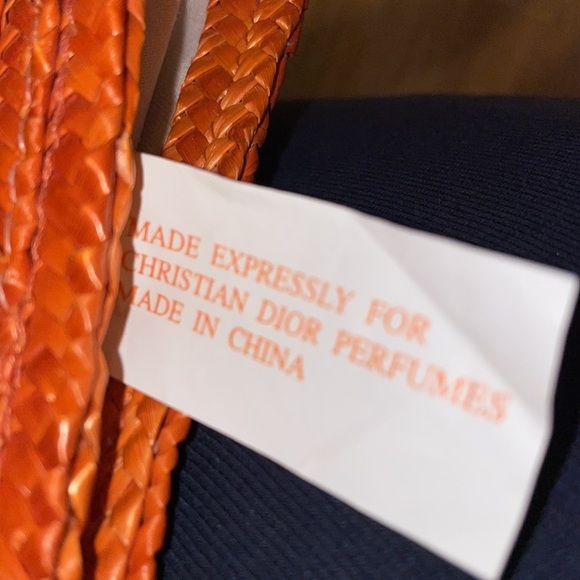 MADE EXPRESSLY FOR
CHRISTIAN DIOR PERFUMES
MADE IN CHINA